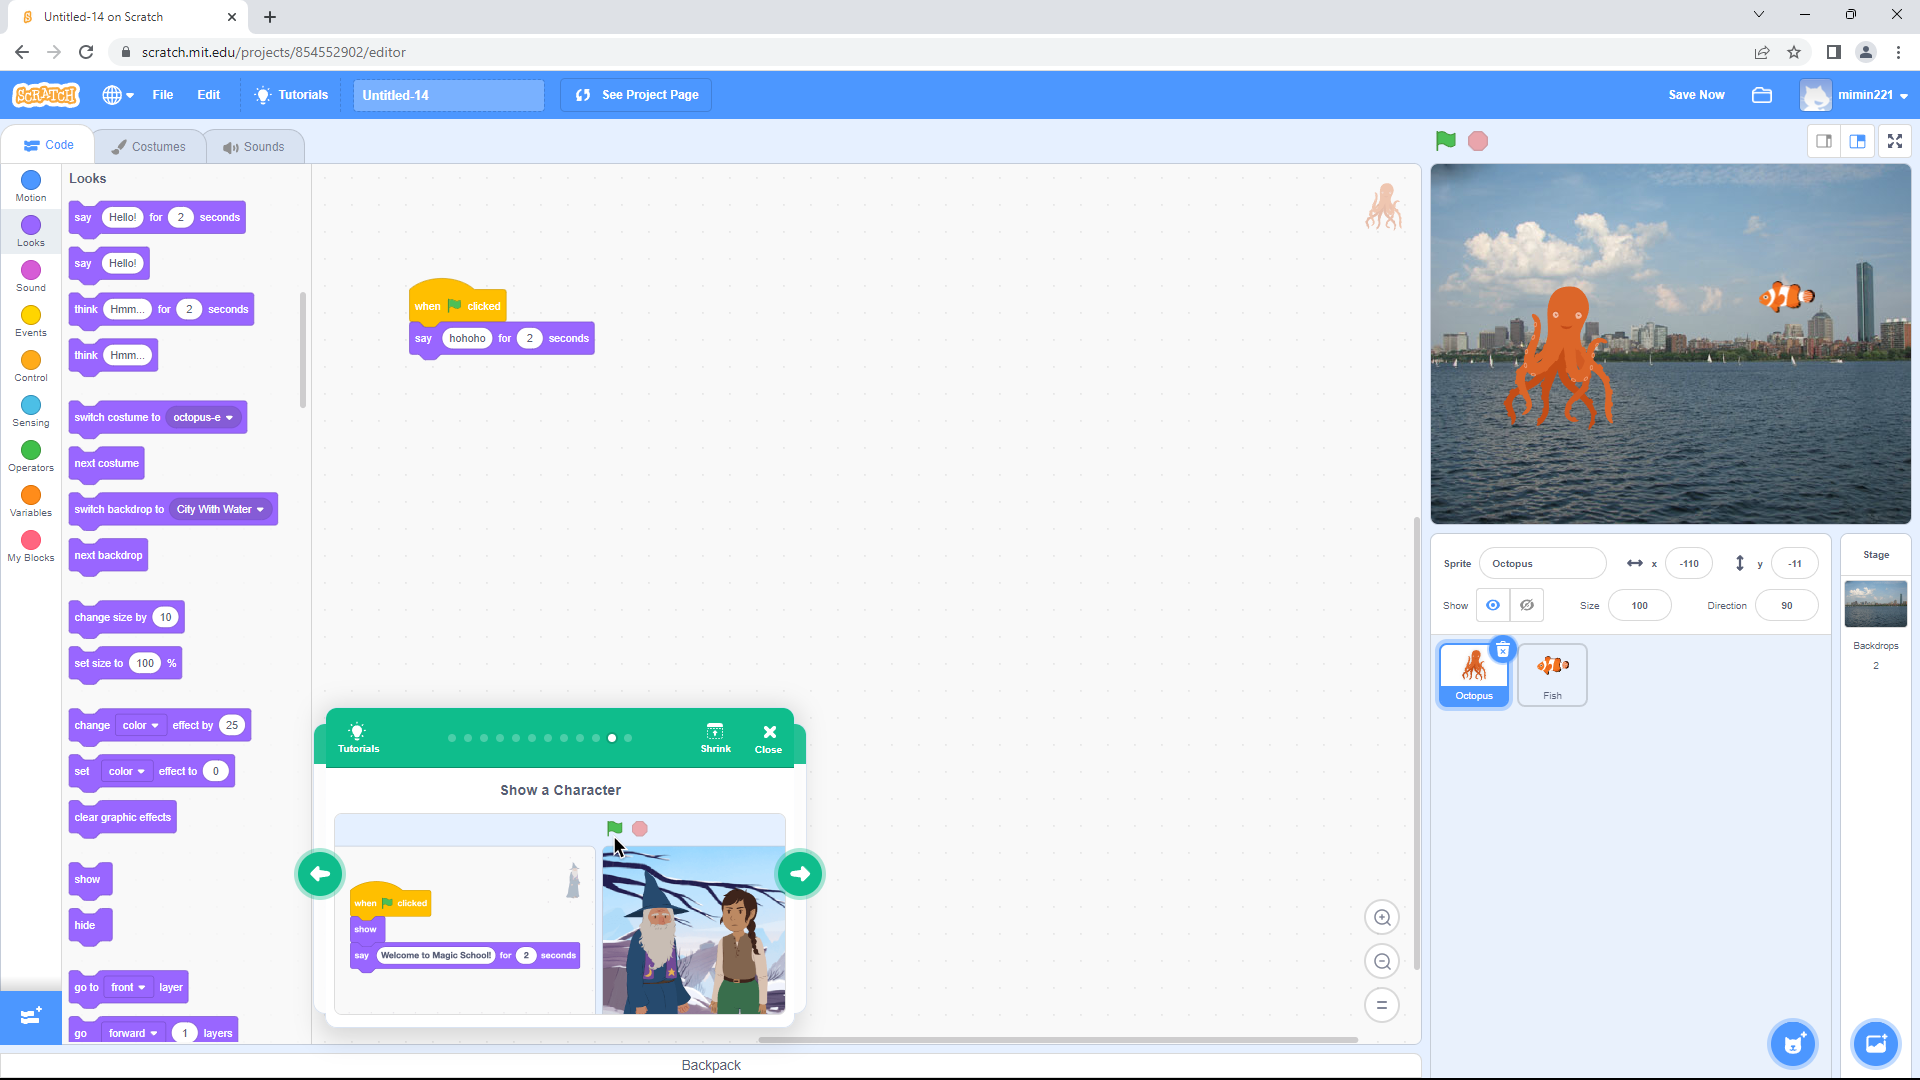 Untitled-14 on Scratch
scratch.mit.edu/projects/854552902/editor
SCRATCH
File
Edit
Tutorials
Untitled-14
See Project Page
Save Now
mimin221
Code
Costumes
Sounds
Motion
Looks
Sound
Events
Control
Sensing
Operators
Variables
My Blocks
Looks
say Hello! for 2 seconds
say Hello!
think Hmm... for 2 seconds
think Hmm...
switch costume to octopus-e
next costume
switch backdrop to City With Water
next backdrop
change size by 10
set size to 100 %
change color effect by 25
set color effect to 0
clear graphic effects
show
hide
go to front layer
go forward 1 layers
when clicked
say hohoho for 2 seconds
Tutorials
Shrink
Close
Show a Character
when clicked
show
say Welcome to Magic School! for 2 seconds
Backpack
Sprite Octopus x -110 y -11
Show Size 100 Direction 90
Octopus
Fish
Stage
Backdrops
2